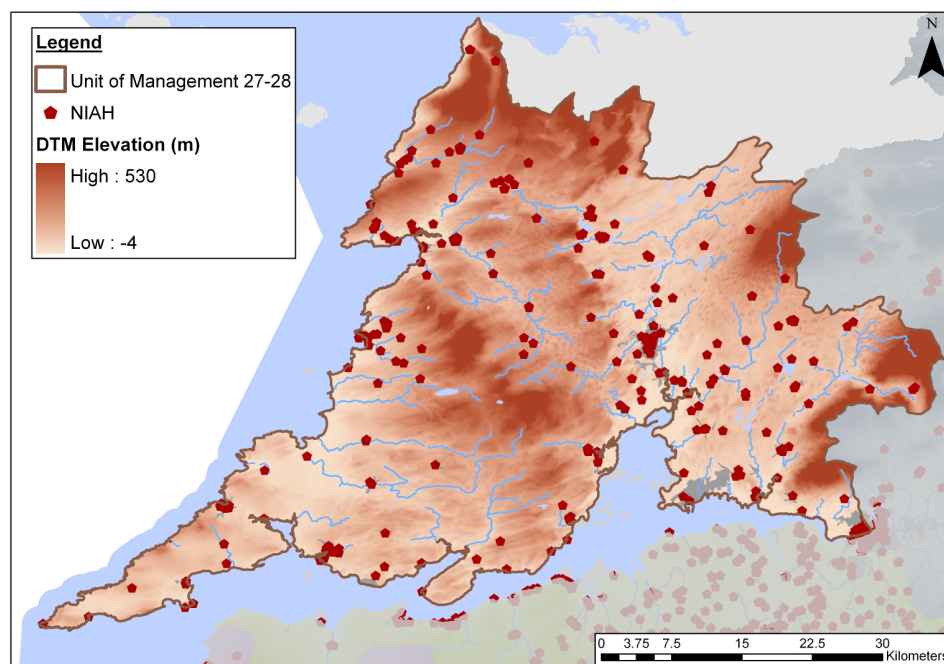 Legend
Unit of Management 27-28
NIAH
DTM Elevation (m)
High : 530
Low : -4
N
0 3.75 7.5 15 22.5 30
Kilometers